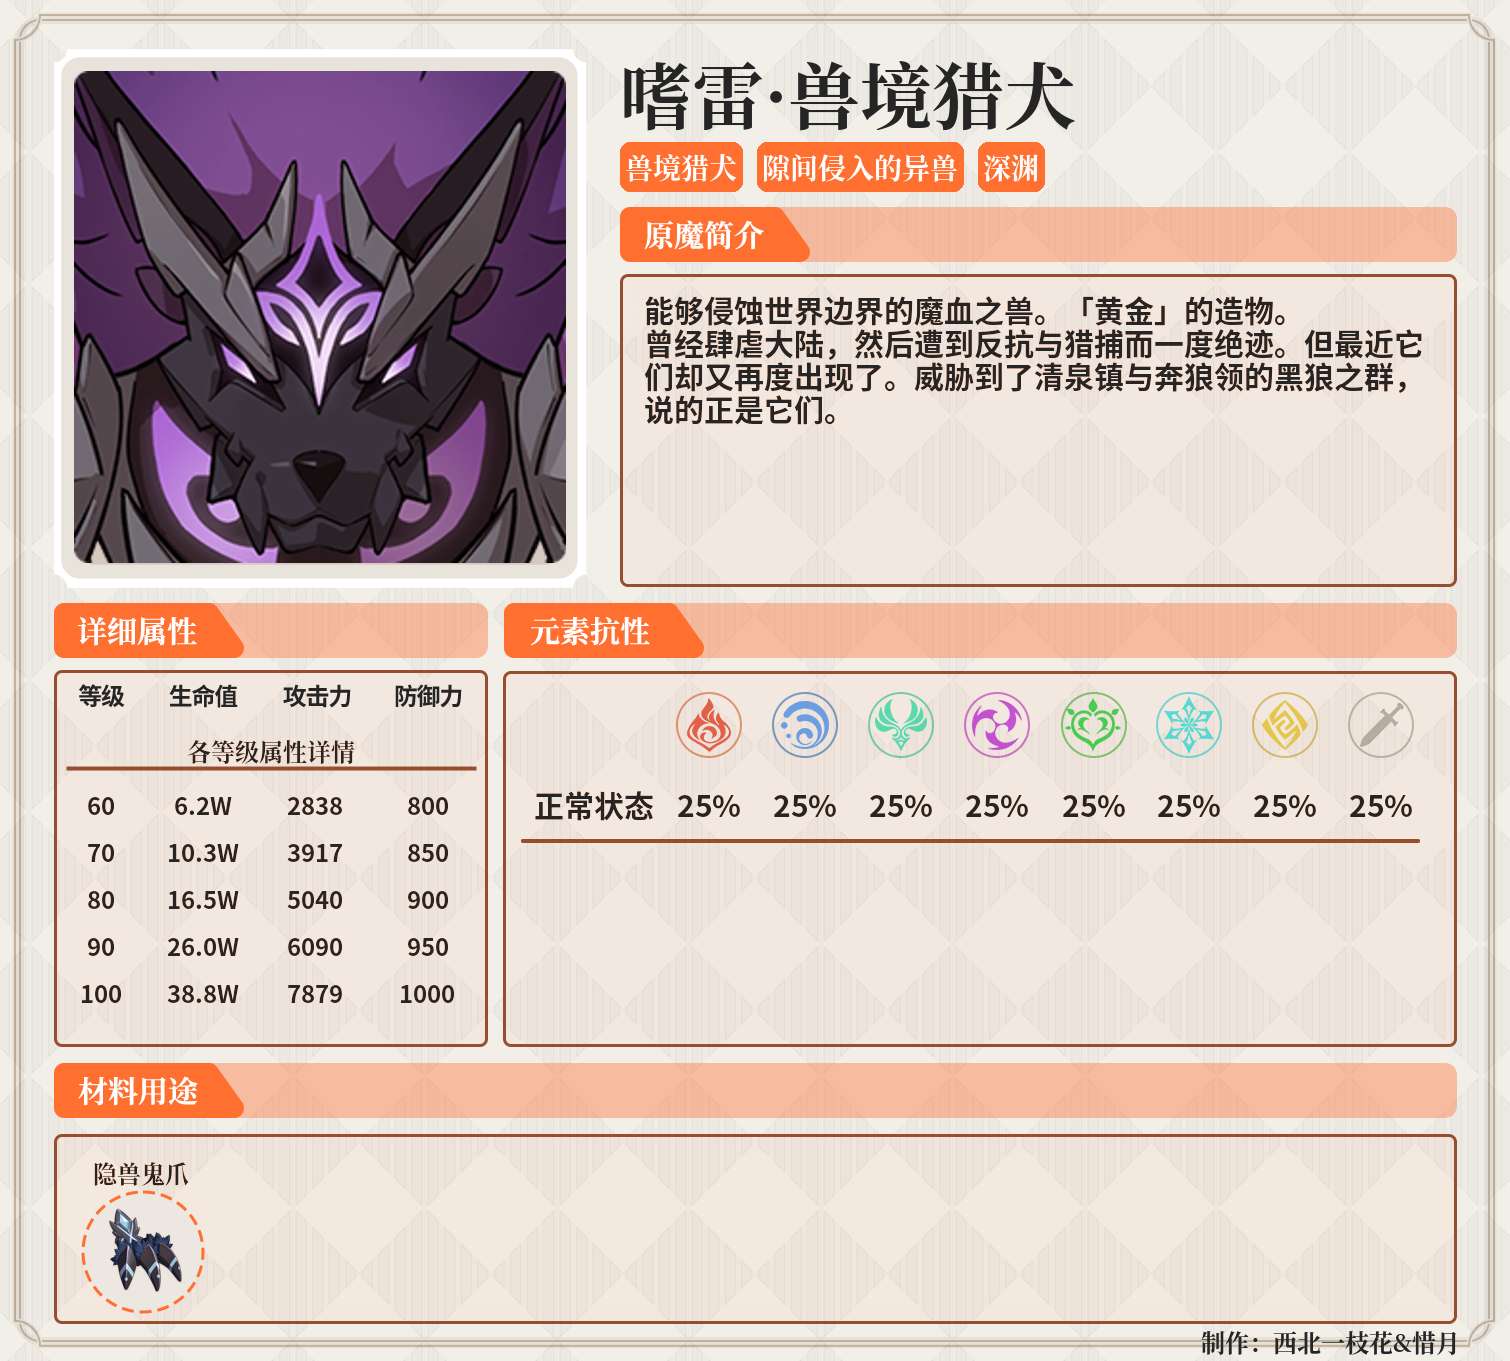 嗜雷·兽境猎犬
兽境猎犬 隙间侵入的异兽 深渊
原魔简介
能够侵蚀世界边界的魔血之兽。「黄金」的造物。
曾经肆虐大陆，然后遭到反抗与猎捕而一度绝迹。但最近它
们却又再度出现了。威胁到了清泉镇与奔狼领的黑狼之群，
说的正是它们。
详细属性
等级 生命值 攻击力 防御力
各等级属性详情
60 6.2W 2838 800
70 10.3W 3917 850
80 16.5W 5040 900
90 26.0W 6090 950
100 38.8W 7879 1000
元素抗性
正常状态 25% 25% 25% 25% 25% 25% 25% 25%
材料用途
隐兽鬼爪
制作：西北一枝花&惜月